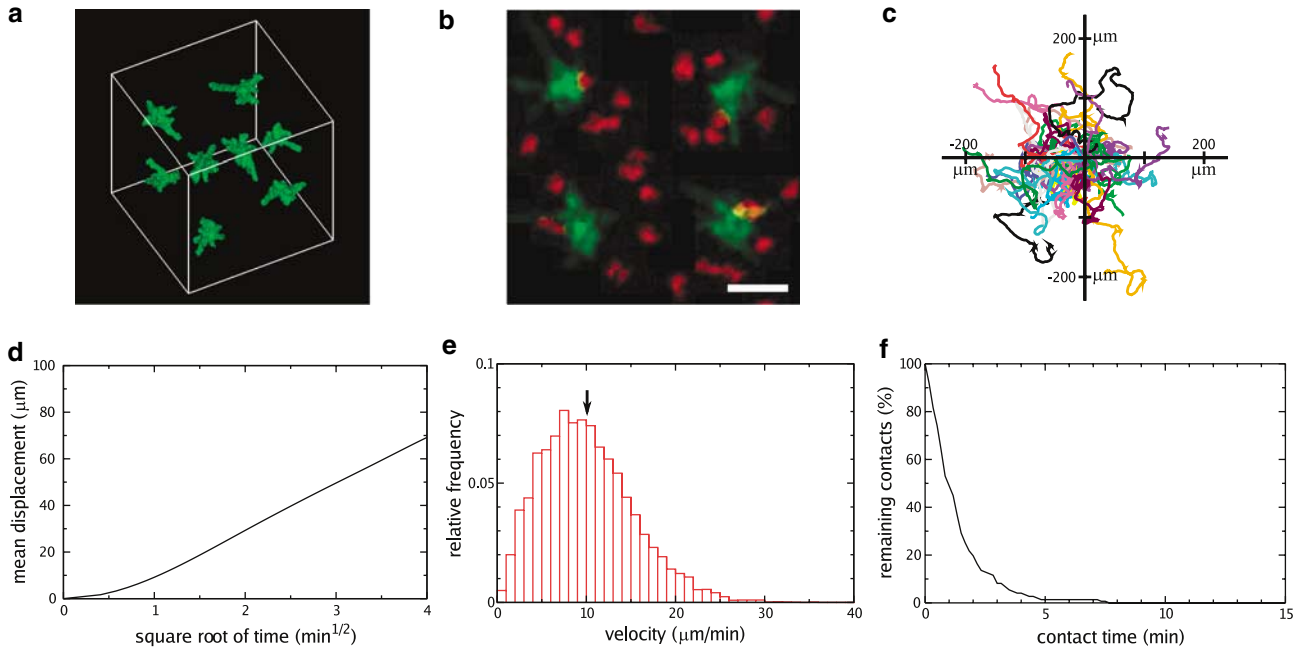 a
b
c
200
μm
-200
μm
200
μm
-200
μm
d
100
80
60
40
20
0
0
1
2
3
4
mean displacement (μm)
square root of time (min1/2)
e
0.1
0.05
0
0
10
20
30
40
relative frequency
velocity (μm/min)
f
100
80
60
40
20
0
0
5
10
15
remaining contacts (%)
contact time (min)